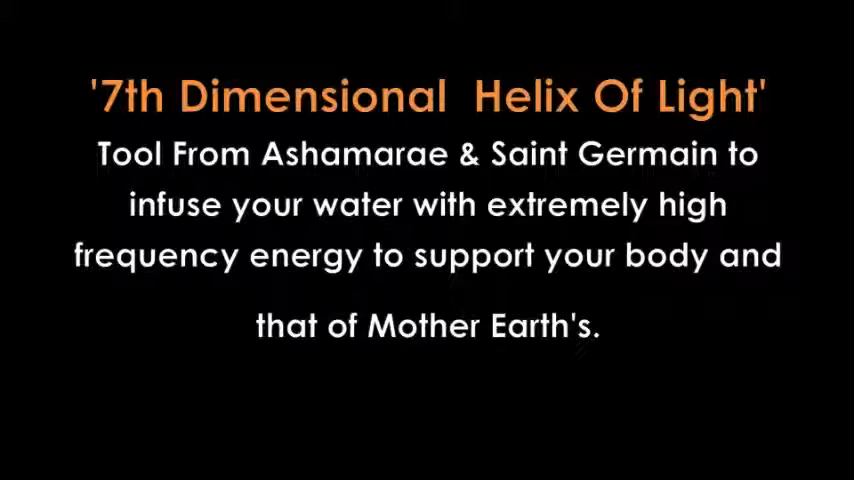 '7th Dimensional  Helix Of Light'
Tool From Ashamarae & Saint Germain to
infuse your water with extremely high
frequency energy to support your body and
that of Mother Earth's.